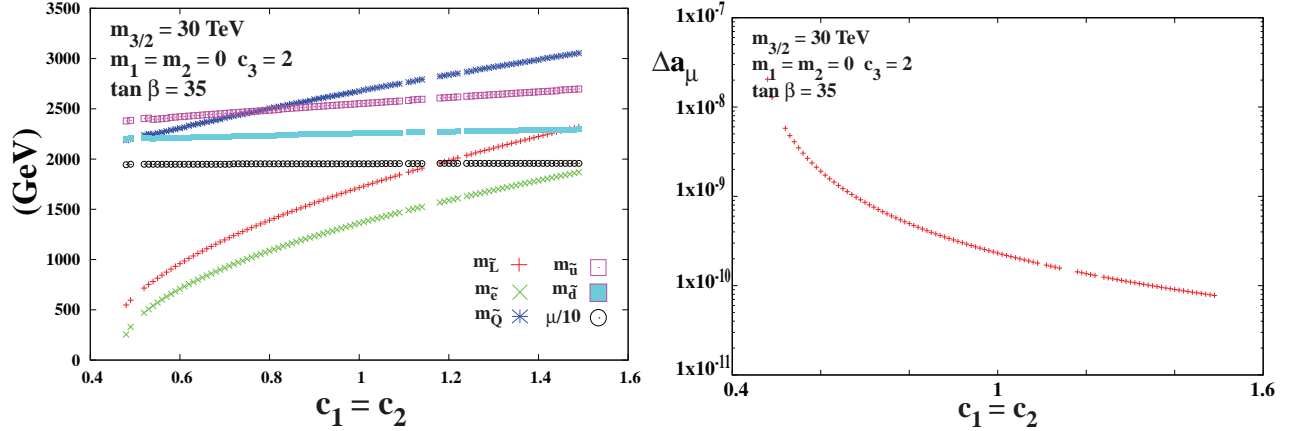 3500
3000
2500
2000
1500
1000
500
0
(GeV)
m3/2 = 30 TeV
m1 = m2 = 0 c3 = 2
tan β = 35
mL̃
mẽ
mQ̃
mũ
md̃
μ/10
0.4 0.6 0.8 1 1.2 1.4 1.6
c1 = c2
1x10-7
1x10-8
1x10-9
1x10-10
1x10-11
Δaμ
m3/2 = 30 TeV
m1 = m2 = 0 c3 = 2
tan β = 35
0.4 1 1.6
c1 = c2